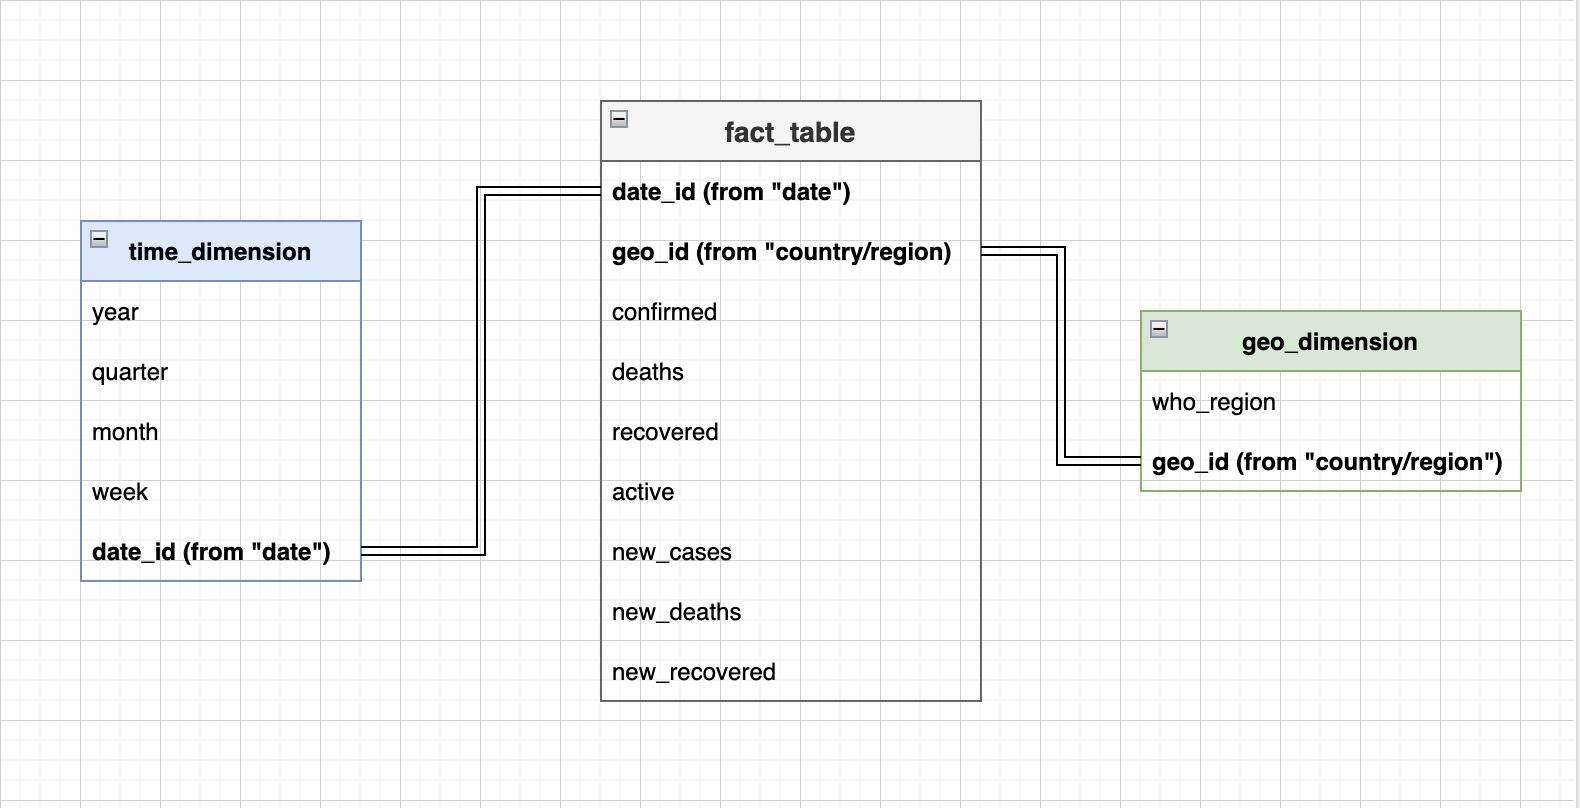 fact_table
date_id (from "date")
geo_id (from "country/region)
confirmed
deaths
recovered
active
new_cases
new_deaths
new_recovered
time_dimension
year
quarter
month
week
date_id (from "date")
geo_dimension
who_region
geo_id (from "country/region")